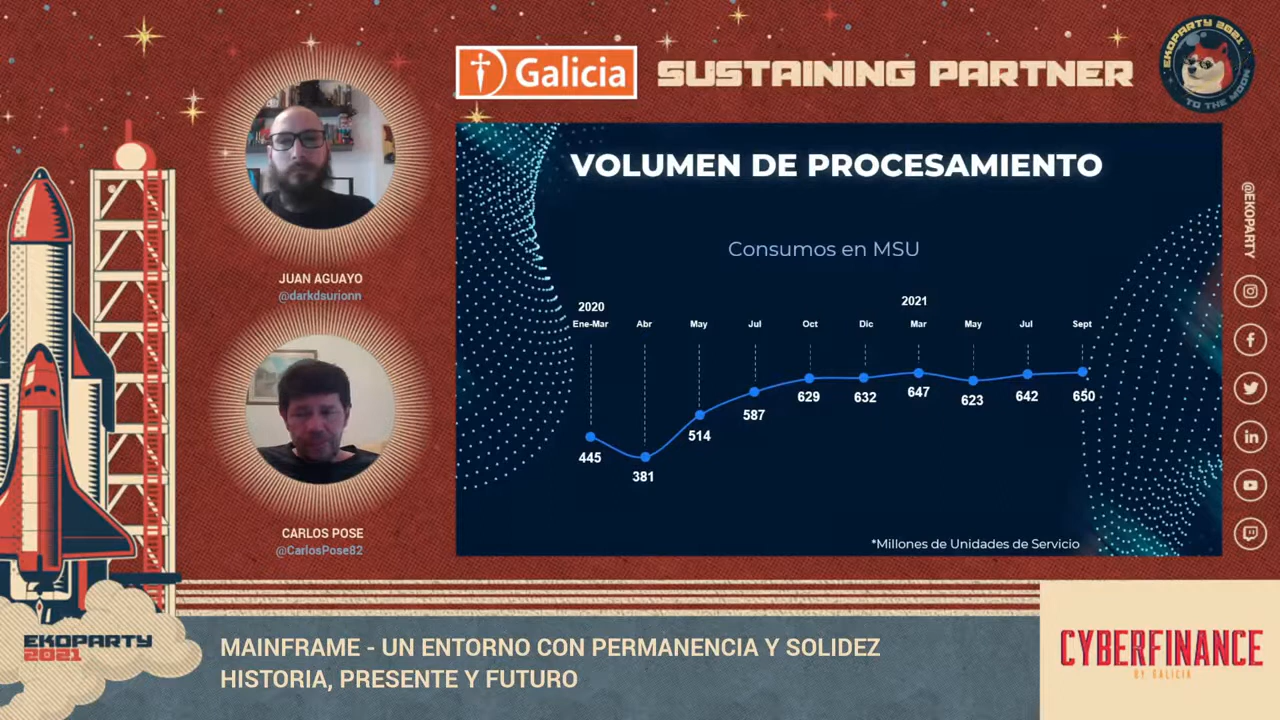 Galicia
SUSTAINING PARTNER
EKOPARTY 2021
TO THE MOON
JUAN AGUAYO
@darkdsurionn
CARLOS POSE
@CarlosPose82
VOLUMEN DE PROCESAMIENTO
Consumos en MSU
2020
2021
Ene-Mar Abr May Jul Oct Dic Mar May Jul Sept
445 381 514 587 629 632 647 623 642 650
*Millones de Unidades de Servicio
@EKOPARTY
EKOPARTY
2021
MAINFRAME - UN ENTORNO CON PERMANENCIA Y SOLIDEZ
HISTORIA, PRESENTE Y FUTURO
CYBERFINANCE
BY GALICIA